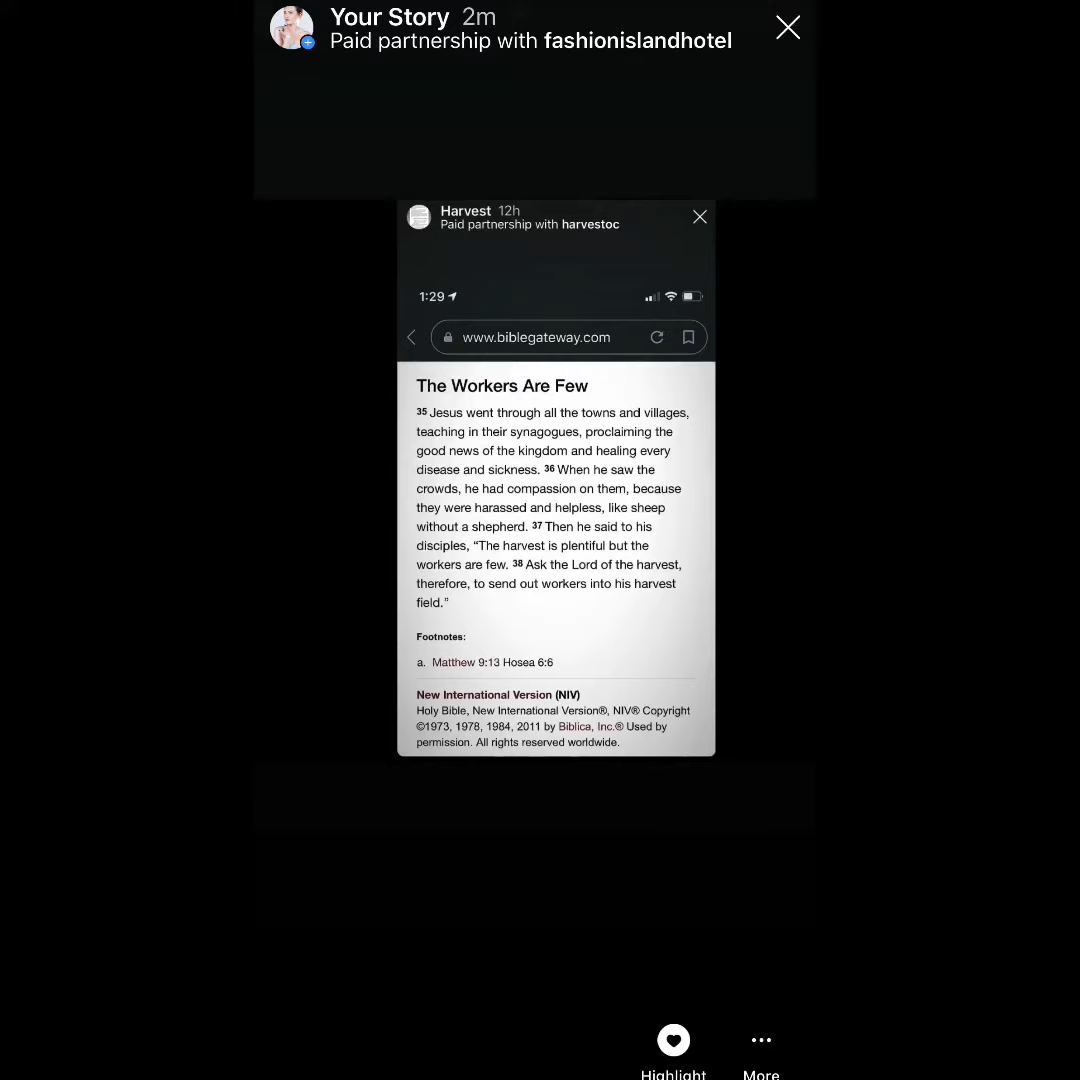 Your Story 2m
Paid partnership with fashionislandhotel
Harvest 12h
Paid partnership with harvestoc
1:29
www.biblegateway.com
The Workers Are Few
35 Jesus went through all the towns and villages,
teaching in their synagogues, proclaiming the
good news of the kingdom and healing every
disease and sickness. 36 When he saw the
crowds, he had compassion on them, because
they were harassed and helpless, like sheep
without a shepherd. 37 Then he said to his
disciples, “The harvest is plentiful but the
workers are few. 38 Ask the Lord of the harvest,
therefore, to send out workers into his harvest
field.”
Footnotes:
a. Matthew 9:13 Hosea 6:6
New International Version (NIV)
Holy Bible, New International Version®, NIV® Copyright
©1973, 1978, 1984, 2011 by Biblica, Inc.® Used by
permission. All rights reserved worldwide.
Highlight
More